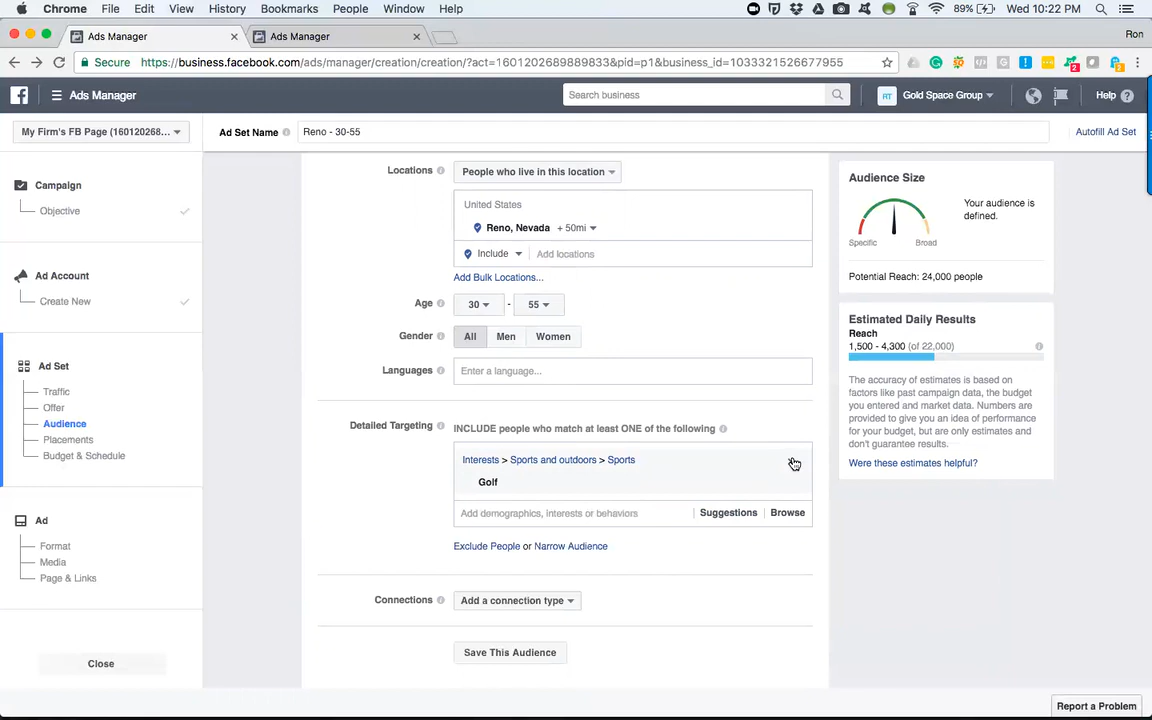 Chrome File Edit View History Bookmarks People Window Help 89% Wed 10:22 PM
Ads Manager Ads Manager Ron
Secure https://business.facebook.com/ads/manager/creation/creation/?act=1601202689889833&pid=p1&business_id=1033321526677955
Ads Manager Search business RT Gold Space Group Help
My Firm's FB Page (160120268... Ad Set Name Reno - 30-55 Autofill Ad Set
Campaign
Objective
Ad Account
Create New
Ad Set
Traffic
Offer
Audience
Placements
Budget & Schedule
Ad
Format
Media
Page & Links
Close
Locations People who live in this location
United States
Reno, Nevada + 50mi
Include Add locations
Add Bulk Locations...
Age 30 - 55
Gender All Men Women
Languages Enter a language...
Detailed Targeting INCLUDE people who match at least ONE of the following
Interests > Sports and outdoors > Sports
Golf
Add demographics, interests or behaviors Suggestions Browse
Exclude People or Narrow Audience
Connections Add a connection type
Save This Audience
Audience Size
Your audience is
defined.
Specific Broad
Potential Reach: 24,000 people
Estimated Daily Results
Reach
1,500 - 4,300 (of 22,000)
The accuracy of estimates is based on
factors like past campaign data, the budget
you entered and market data. Numbers are
provided to give you an idea of performance
for your budget, but are only estimates and
don't guarantee results.
Were these estimates helpful?
Report a Problem